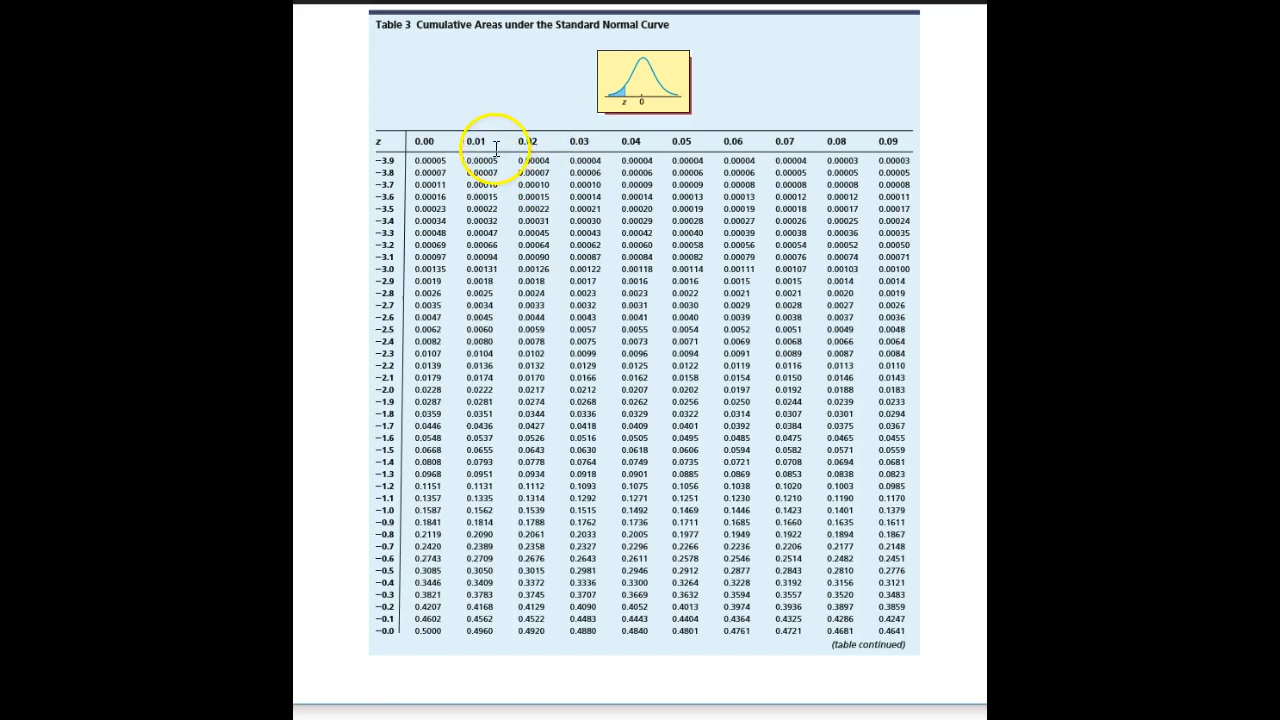 Table 3 Cumulative Areas under the Standard Normal Curve
z 0
z 0.00 0.01 0.02 0.03 0.04 0.05 0.06 0.07 0.08 0.09
−3.9 0.00005 0.00005 0.00004 0.00004 0.00004 0.00004 0.00004 0.00004 0.00003 0.00003
−3.8 0.00007 0.00007 0.00007 0.00006 0.00006 0.00006 0.00006 0.00005 0.00005 0.00005
−3.7 0.00011 0.00010 0.00010 0.00010 0.00009 0.00009 0.00008 0.00008 0.00008 0.00008
−3.6 0.00016 0.00015 0.00015 0.00014 0.00014 0.00013 0.00013 0.00012 0.00012 0.00011
−3.5 0.00023 0.00022 0.00022 0.00021 0.00020 0.00019 0.00019 0.00018 0.00017 0.00017
−3.4 0.00034 0.00032 0.00031 0.00030 0.00029 0.00028 0.00027 0.00026 0.00025 0.00024
−3.3 0.00048 0.00047 0.00045 0.00043 0.00042 0.00040 0.00039 0.00038 0.00036 0.00035
−3.2 0.00069 0.00066 0.00064 0.00062 0.00060 0.00058 0.00056 0.00054 0.00052 0.00050
−3.1 0.00097 0.00094 0.00090 0.00087 0.00084 0.00082 0.00079 0.00076 0.00074 0.00071
−3.0 0.00135 0.00131 0.00126 0.00122 0.00118 0.00114 0.00111 0.00107 0.00103 0.00100
−2.9 0.0019 0.0018 0.0018 0.0017 0.0016 0.0016 0.0015 0.0015 0.0014 0.0014
−2.8 0.0026 0.0025 0.0024 0.0023 0.0023 0.0022 0.0021 0.0021 0.0020 0.0019
−2.7 0.0035 0.0034 0.0033 0.0032 0.0031 0.0030 0.0029 0.0028 0.0027 0.0026
−2.6 0.0047 0.0045 0.0044 0.0043 0.0041 0.0040 0.0039 0.0038 0.0037 0.0036
−2.5 0.0062 0.0060 0.0059 0.0057 0.0055 0.0054 0.0052 0.0051 0.0049 0.0048
−2.4 0.0082 0.0080 0.0078 0.0075 0.0073 0.0071 0.0069 0.0068 0.0066 0.0064
−2.3 0.0107 0.0104 0.0102 0.0099 0.0096 0.0094 0.0091 0.0089 0.0087 0.0084
−2.2 0.0139 0.0136 0.0132 0.0129 0.0125 0.0122 0.0119 0.0116 0.0113 0.0110
−2.1 0.0179 0.0174 0.0170 0.0166 0.0162 0.0158 0.0154 0.0150 0.0146 0.0143
−2.0 0.0228 0.0222 0.0217 0.0212 0.0207 0.0202 0.0197 0.0192 0.0188 0.0183
−1.9 0.0287 0.0281 0.0274 0.0268 0.0262 0.0256 0.0250 0.0244 0.0239 0.0233
−1.8 0.0359 0.0351 0.0344 0.0336 0.0329 0.0322 0.0314 0.0307 0.0301 0.0294
−1.7 0.0446 0.0436 0.0427 0.0418 0.0409 0.0401 0.0392 0.0384 0.0375 0.0367
−1.6 0.0548 0.0537 0.0526 0.0516 0.0505 0.0495 0.0485 0.0475 0.0465 0.0455
−1.5 0.0668 0.0655 0.0643 0.0630 0.0618 0.0606 0.0594 0.0582 0.0571 0.0559
−1.4 0.0808 0.0793 0.0778 0.0764 0.0749 0.0735 0.0721 0.0708 0.0694 0.0681
−1.3 0.0968 0.0951 0.0934 0.0918 0.0901 0.0885 0.0869 0.0853 0.0838 0.0823
−1.2 0.1151 0.1131 0.1112 0.1093 0.1075 0.1056 0.1038 0.1020 0.1003 0.0985
−1.1 0.1357 0.1335 0.1314 0.1292 0.1271 0.1251 0.1230 0.1210 0.1190 0.1170
−1.0 0.1587 0.1562 0.1539 0.1515 0.1492 0.1469 0.1446 0.1423 0.1401 0.1379
−0.9 0.1841 0.1814 0.1788 0.1762 0.1736 0.1711 0.1685 0.1660 0.1635 0.1611
−0.8 0.2119 0.2090 0.2061 0.2033 0.2005 0.1977 0.1949 0.1922 0.1894 0.1867
−0.7 0.2420 0.2389 0.2358 0.2327 0.2296 0.2266 0.2236 0.2206 0.2177 0.2148
−0.6 0.2743 0.2709 0.2676 0.2643 0.2611 0.2578 0.2546 0.2514 0.2482 0.2451
−0.5 0.3085 0.3050 0.3015 0.2981 0.2946 0.2912 0.2877 0.2843 0.2810 0.2776
−0.4 0.3446 0.3409 0.3372 0.3336 0.3300 0.3264 0.3228 0.3192 0.3156 0.3121
−0.3 0.3821 0.3783 0.3745 0.3707 0.3669 0.3632 0.3594 0.3557 0.3520 0.3483
−0.2 0.4207 0.4168 0.4129 0.4090 0.4052 0.4013 0.3974 0.3936 0.3897 0.3859
−0.1 0.4602 0.4562 0.4522 0.4483 0.4443 0.4404 0.4364 0.4325 0.4286 0.4247
−0.0 0.5000 0.4960 0.4920 0.4880 0.4840 0.4801 0.4761 0.4721 0.4681 0.4641
(table continued)